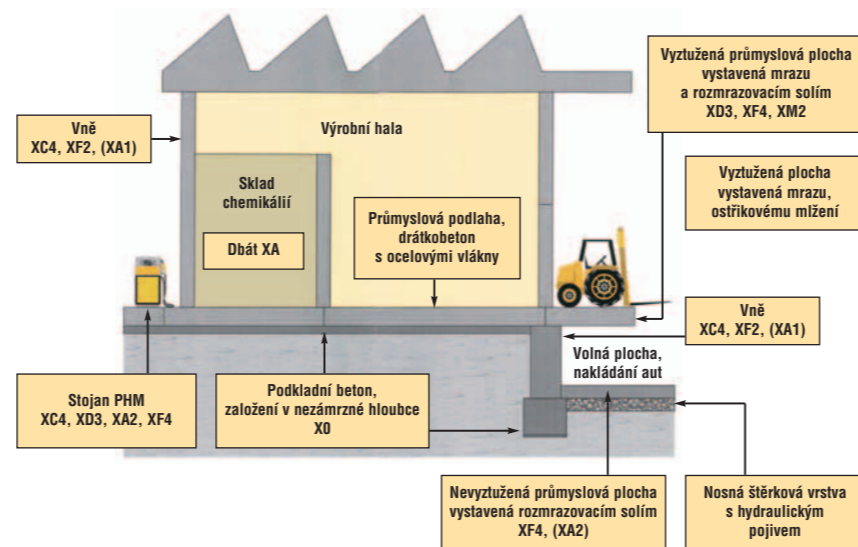 Vyztužená průmyslová plocha
vystavená mrazu
a rozmrazovacím solím
XD3, XF4, XM2
Vně
XC4, XF2, (XA1)
Výrobní hala
Sklad
chemikálií
Dbát XA
Průmyslová podlaha,
drátkobeton
s ocelovými vlákny
Vyztužená plocha
vystavená mrazu,
ostřikovému mlžení
Vně
XC4, XF2, (XA1)
Volná plocha,
nakládání aut
Stojan PHM
XC4, XD3, XA2, XF4
Podkladní beton,
založení v nezámrzné hloubce
X0
Nevyztužená průmyslová plocha
vystavená rozmrazovacím solím
XF4, (XA2)
Nosná štěrková vrstva
s hydraulickým
pojivem